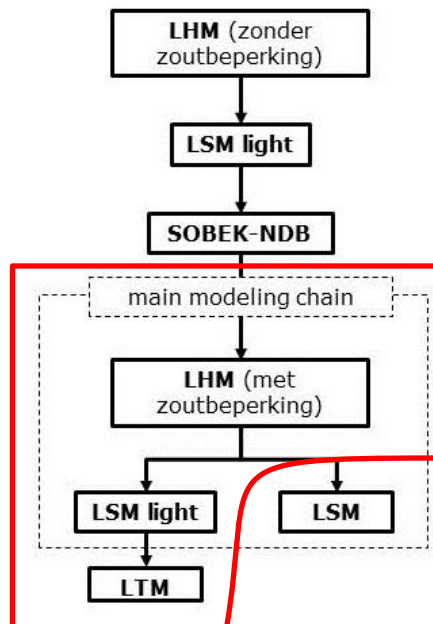 LHM (zonder
zoutbeperking)
LSM light
SOBEK-NDB
main modeling chain
LHM (met
zoutbeperking)
LSM light
LSM
LTM